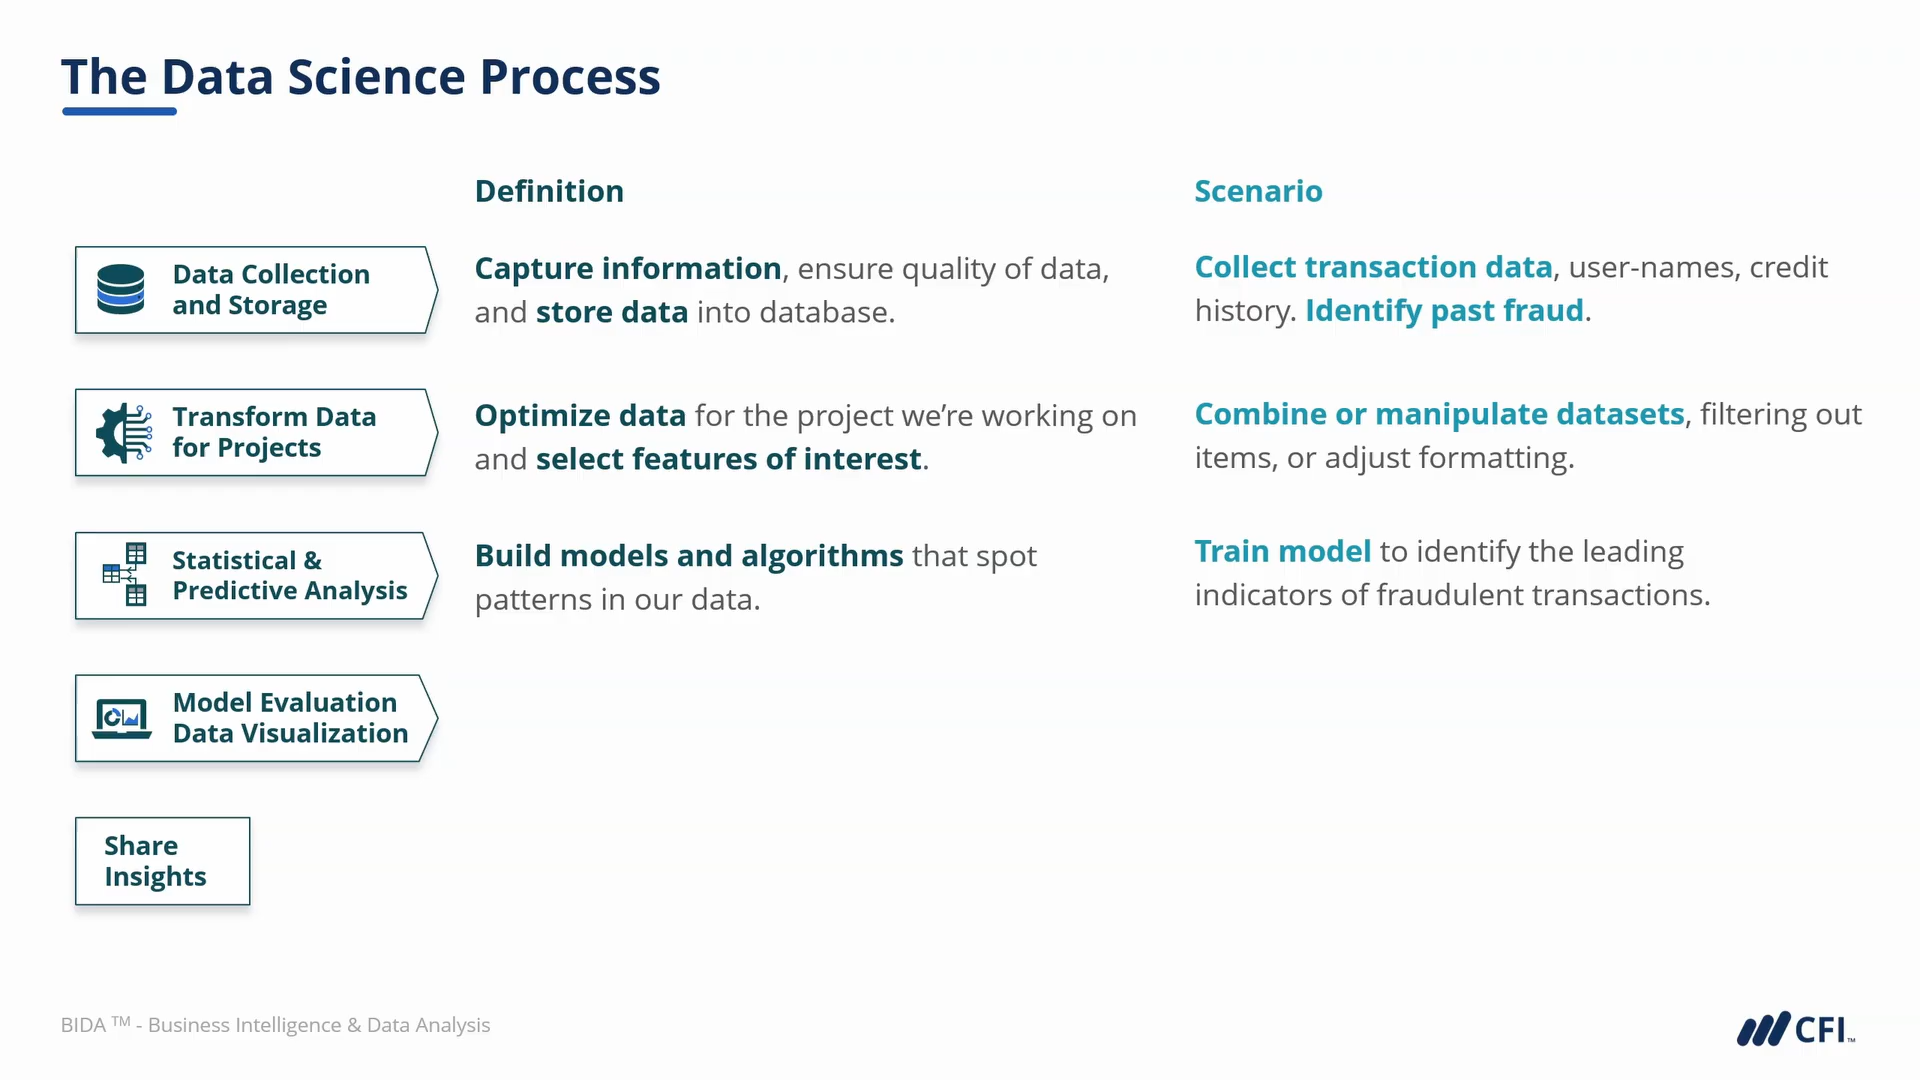 The Data Science Process
Definition
Scenario
Data Collection
and Storage
Capture information, ensure quality of data,
and store data into database.
Collect transaction data, user-names, credit
history. Identify past fraud.
Transform Data
for Projects
Optimize data for the project we’re working on
and select features of interest.
Combine or manipulate datasets, filtering out
items, or adjust formatting.
Statistical &
Predictive Analysis
Build models and algorithms that spot
patterns in our data.
Train model to identify the leading
indicators of fraudulent transactions.
Model Evaluation
Data Visualization
Share
Insights
BIDA TM - Business Intelligence & Data Analysis
CFI™